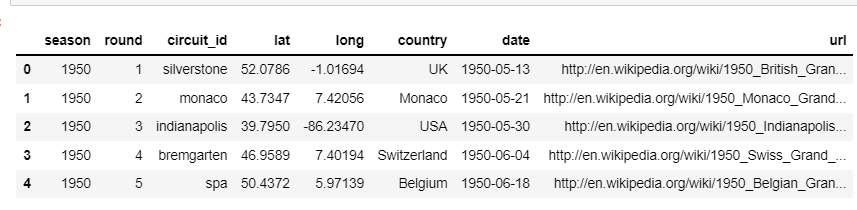 season round circuit_id lat long country date url
0 1950 1 silverstone 52.0786 -1.01694 UK 1950-05-13 http://en.wikipedia.org/wiki/1950_British_Gran...
1 1950 2 monaco 43.7347 7.42056 Monaco 1950-05-21 http://en.wikipedia.org/wiki/1950_Monaco_Grand...
2 1950 3 indianapolis 39.7950 -86.23470 USA 1950-05-30 http://en.wikipedia.org/wiki/1950_Indianapolis...
3 1950 4 bremgarten 46.9589 7.40194 Switzerland 1950-06-04 http://en.wikipedia.org/wiki/1950_Swiss_Grand_...
4 1950 5 spa 50.4372 5.97139 Belgium 1950-06-18 http://en.wikipedia.org/wiki/1950_Belgian_Gran...